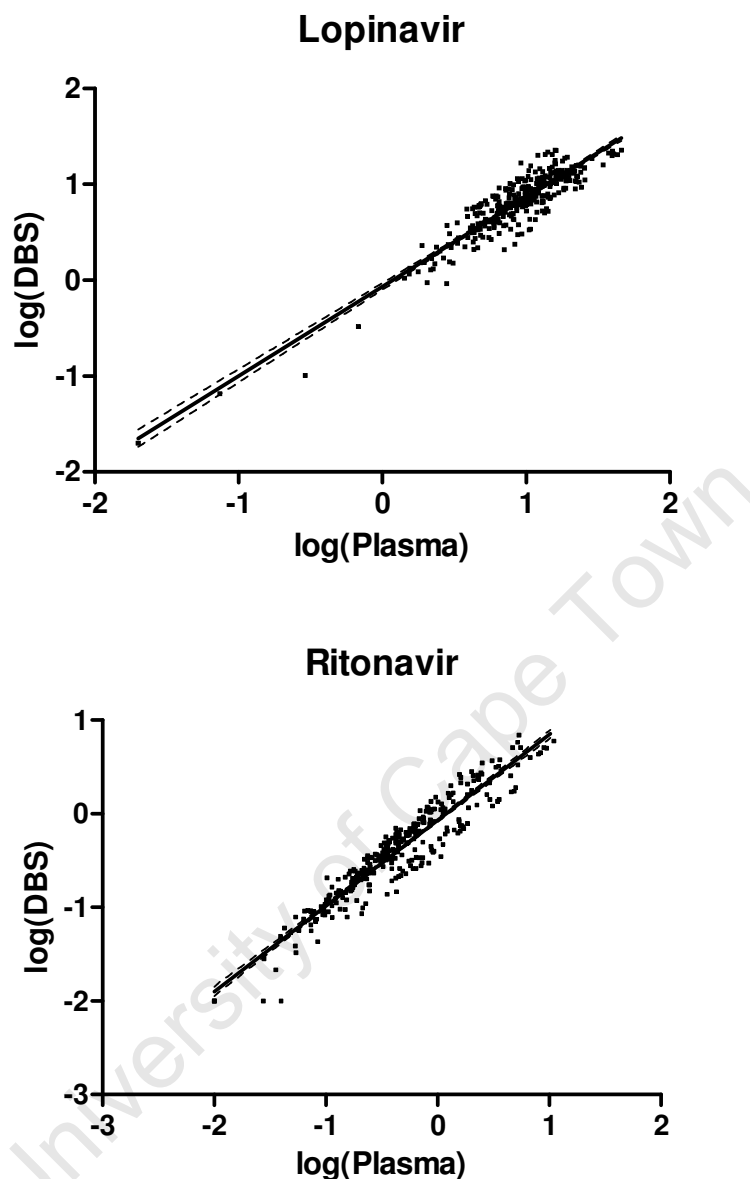 Lopinavir
2
1
0
-1
-2
log(DBS)
-2 -1 0 1 2
log(Plasma)
Ritonavir
1
0
-1
-2
-3
log(DBS)
-3 -2 -1 0 1 2
log(Plasma)
University of Cape Town